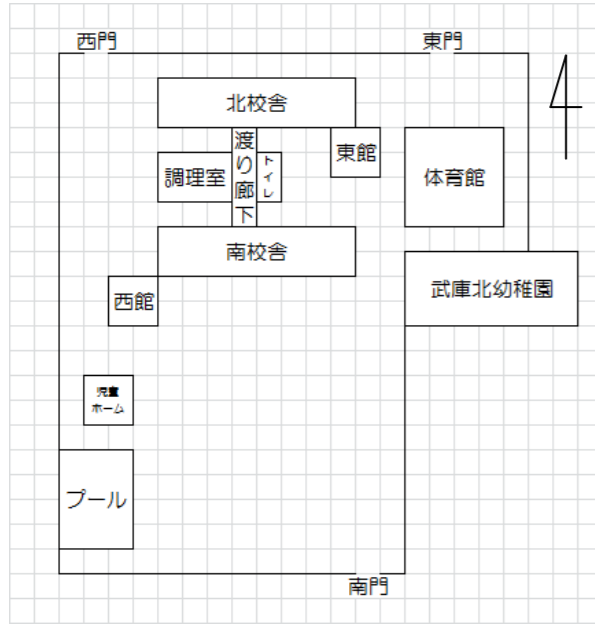 西門
東門
北校舎
渡り廊下
東館
調理室
トイレ
体育館
南校舎
西館
武庫北幼稚園
児童
ホーム
プール
南門